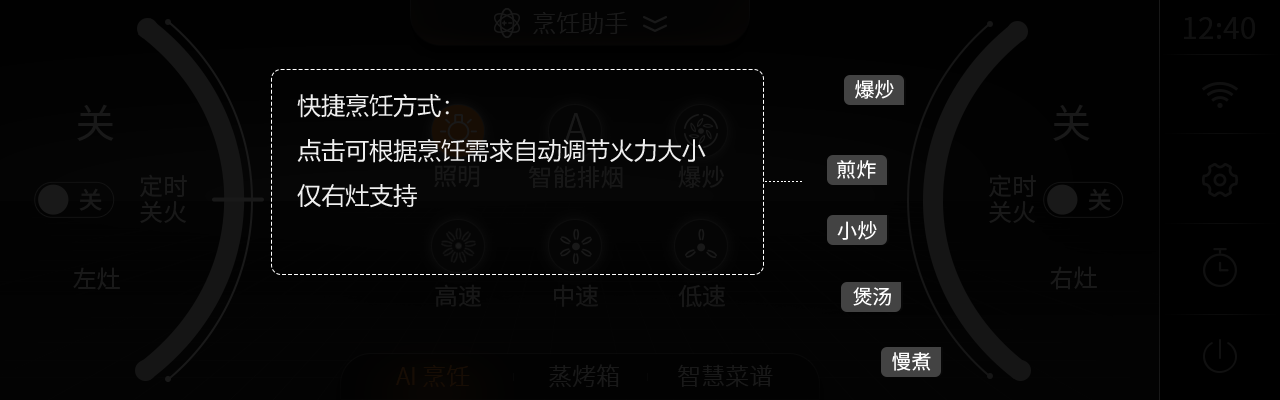 烹饪助手
12:40
快捷烹饪方式：
点击可根据烹饪需求自动调节火力大小
仅右灶支持
爆炒
煎炸
小炒
煲汤
慢煮
关
定时
关火
关
左灶
照明
A
智能排烟
爆炒
高速
中速
低速
关
定时
关火
关
右灶
AI 烹饪
蒸烤箱
智慧菜谱